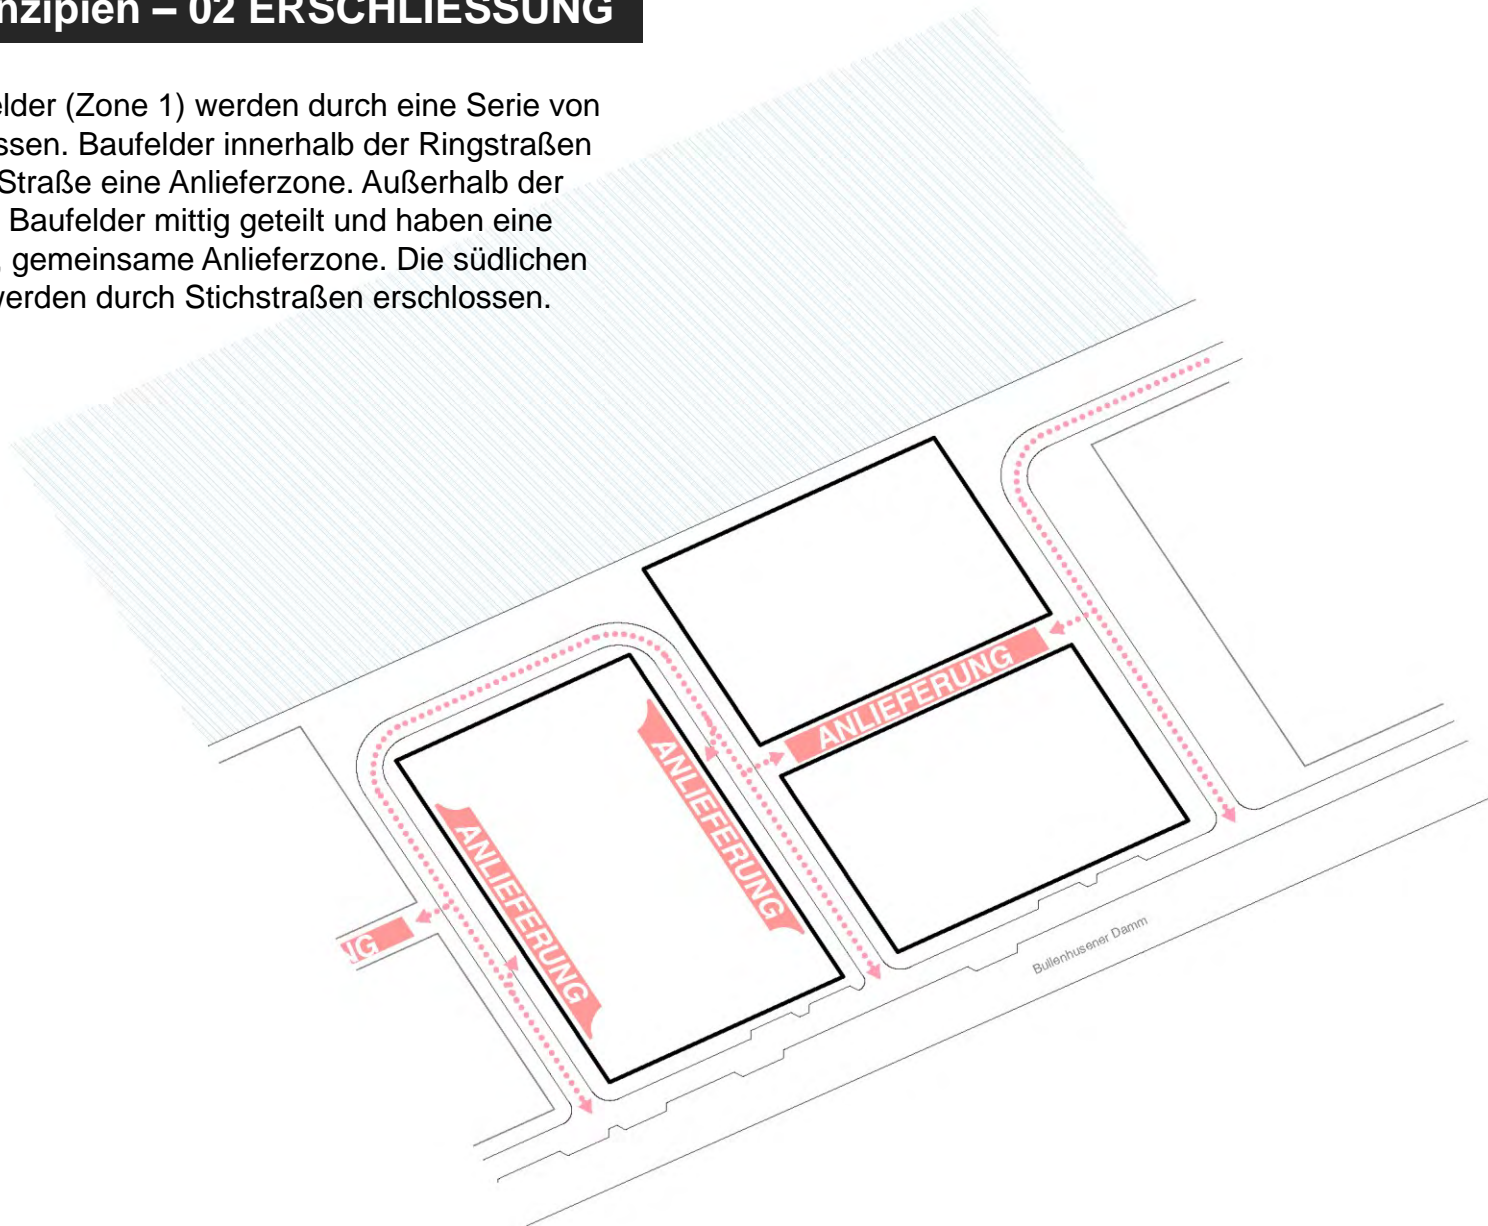 nzipien – 02 ERSCHLIESSUNG
elder (Zone 1) werden durch eine Serie von
ssen. Baufelder innerhalb der Ringstraßen
Straße eine Anlieferzone. Außerhalb der
Baufelder mittig geteilt und haben eine
gemeinsame Anlieferzone. Die südlichen
werden durch Stichstraßen erschlossen.
ANLIEFERUNG
ANLIEFERUNG
ANLIEFERUNG
NG
Bullenhusener Damm